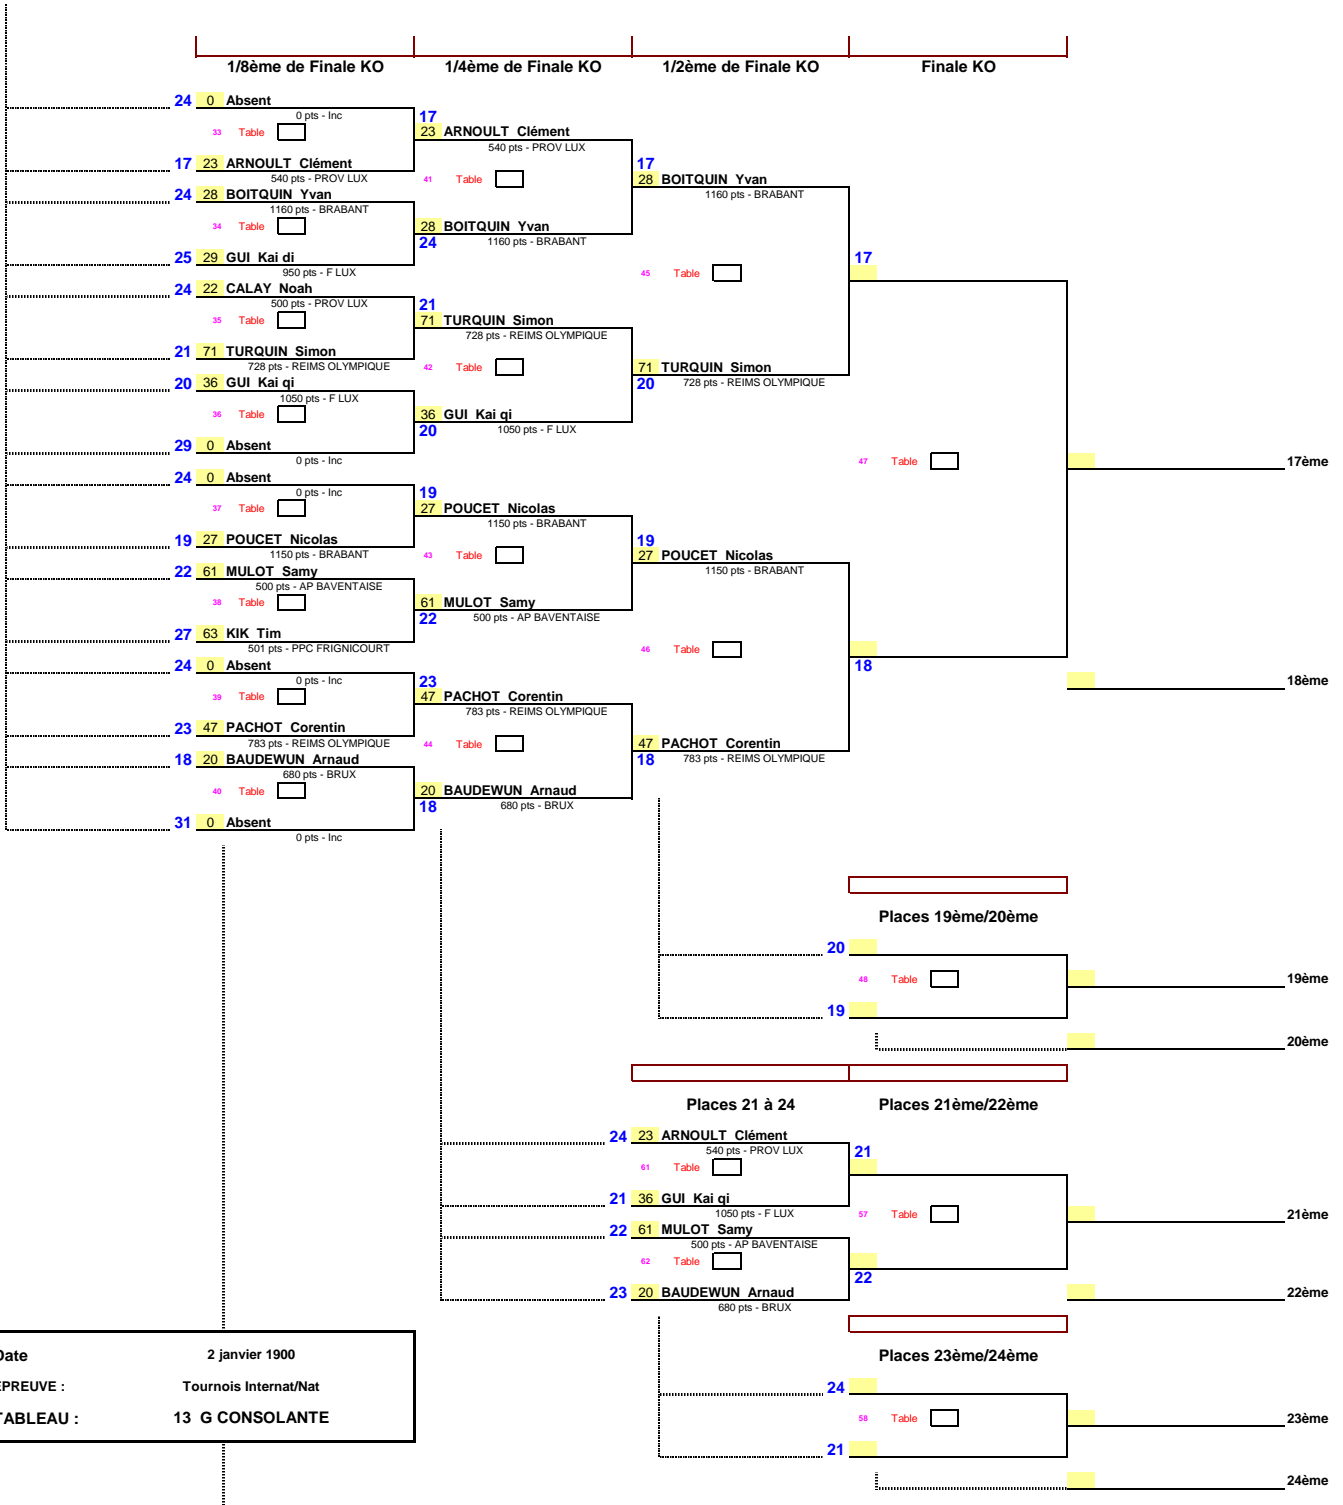 1/8ème de Finale KO 1/4ème de Finale KO 1/2ème de Finale KO Finale KO
24 0 Absent
0 pts - Inc
17
33 Table
23 ARNOULT Clément
540 pts - PROV LUX
17 23 ARNOULT Clément
17
540 pts - PROV LUX
41 Table
28 BOITQUIN Yvan
24 28 BOITQUIN Yvan
1160 pts - BRABANT
1160 pts - BRABANT
34 Table
28 BOITQUIN Yvan
24
1160 pts - BRABANT
25 29 GUI Kai di
17
950 pts - F LUX
45 Table
24 22 CALAY Noah
500 pts - PROV LUX
21
35 Table
71 TURQUIN Simon
728 pts - REIMS OLYMPIQUE
21 71 TURQUIN Simon
728 pts - REIMS OLYMPIQUE
42 Table
71 TURQUIN Simon
20 36 GUI Kai qi
20
728 pts - REIMS OLYMPIQUE
1050 pts - F LUX
36 Table
36 GUI Kai qi
20
1050 pts - F LUX
29 0 Absent
0 pts - Inc
47 Table
17ème
24 0 Absent
0 pts - Inc
19
37 Table
27 POUCET Nicolas
1150 pts - BRABANT
19 27 POUCET Nicolas
19
1150 pts - BRABANT
43 Table
27 POUCET Nicolas
22 61 MULOT Samy
1150 pts - BRABANT
500 pts - AP BAVENTAISE
38 Table
61 MULOT Samy
22
500 pts - AP BAVENTAISE
27 63 KIK Tim
501 pts - PPC FRIGNICOURT
46 Table
24 0 Absent
18
0 pts - Inc
23
18ème
39 Table
47 PACHOT Corentin
783 pts - REIMS OLYMPIQUE
23 47 PACHOT Corentin
783 pts - REIMS OLYMPIQUE
44 Table
47 PACHOT Corentin
18 20 BAUDEWUN Arnaud
18
783 pts - REIMS OLYMPIQUE
680 pts - BRUX
40 Table
20 BAUDEWUN Arnaud
18
680 pts - BRUX
31 0 Absent
0 pts - Inc
Places 19ème/20ème
20
48 Table
19ème
19
20ème
Places 21 à 24 Places 21ème/22ème
24 23 ARNOULT Clément
540 pts - PROV LUX
21
61 Table
21 36 GUI Kai qi
1050 pts - F LUX
57 Table
21ème
22 61 MULOT Samy
500 pts - AP BAVENTAISE
62 Table
22
23 20 BAUDEWUN Arnaud
22ème
680 pts - BRUX
Date 2 janvier 1900
Places 23ème/24ème
EPREUVE : Tournois Internat/Nat
24
TABLEAU : 13 G CONSOLANTE
58 Table
23ème
21
24ème